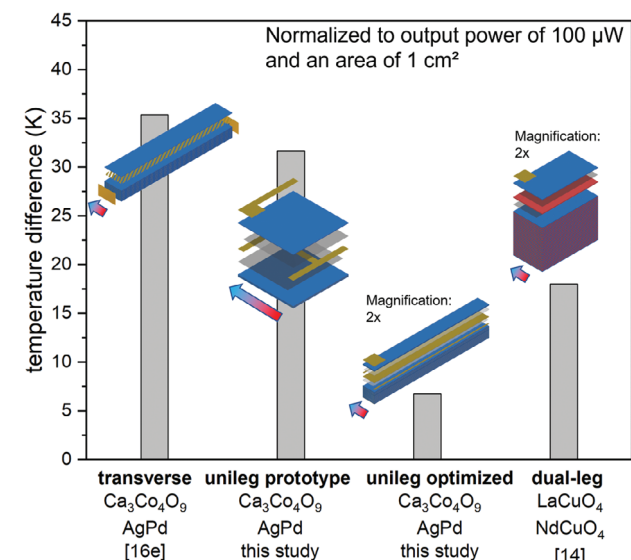 Normalized to output power of 100 µW
and an area of 1 cm²
temperature difference (K)
45
40
35
30
25
20
15
10
5
0
Magnification:
2x
Magnification:
2x
transverse
Ca₃Co₄O₉
AgPd
[16e]
unileg prototype
Ca₃Co₄O₉
AgPd
this study
unileg optimized
Ca₃Co₄O₉
AgPd
this study
dual-leg
LaCuO₄
NdCuO₄
[14]